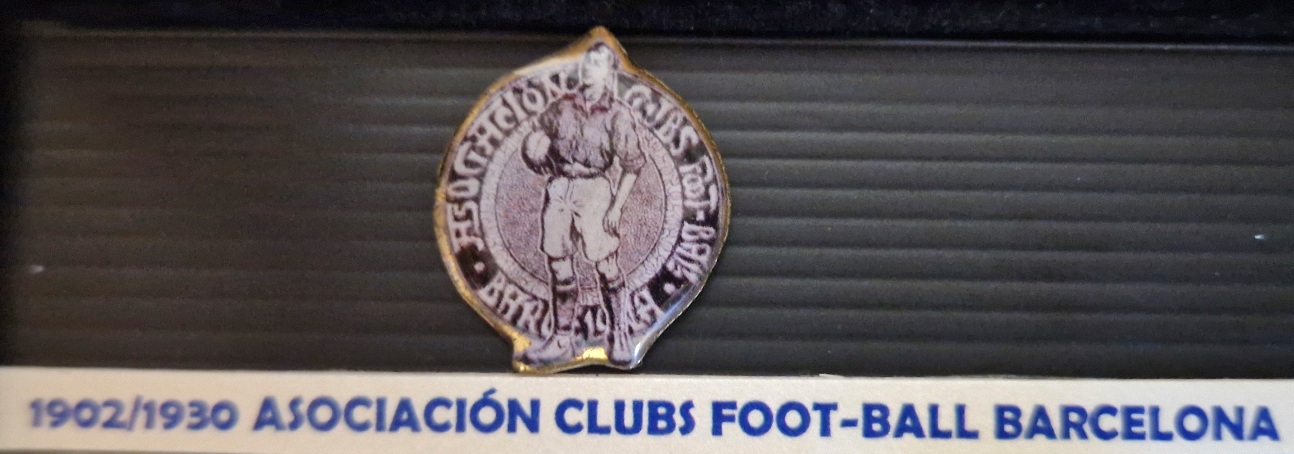 ASOCIACIÓN CLUBS FOOT-BALL
• BARCELONA •
1902/1930 ASOCIACIÓN CLUBS FOOT-BALL BARCELONA